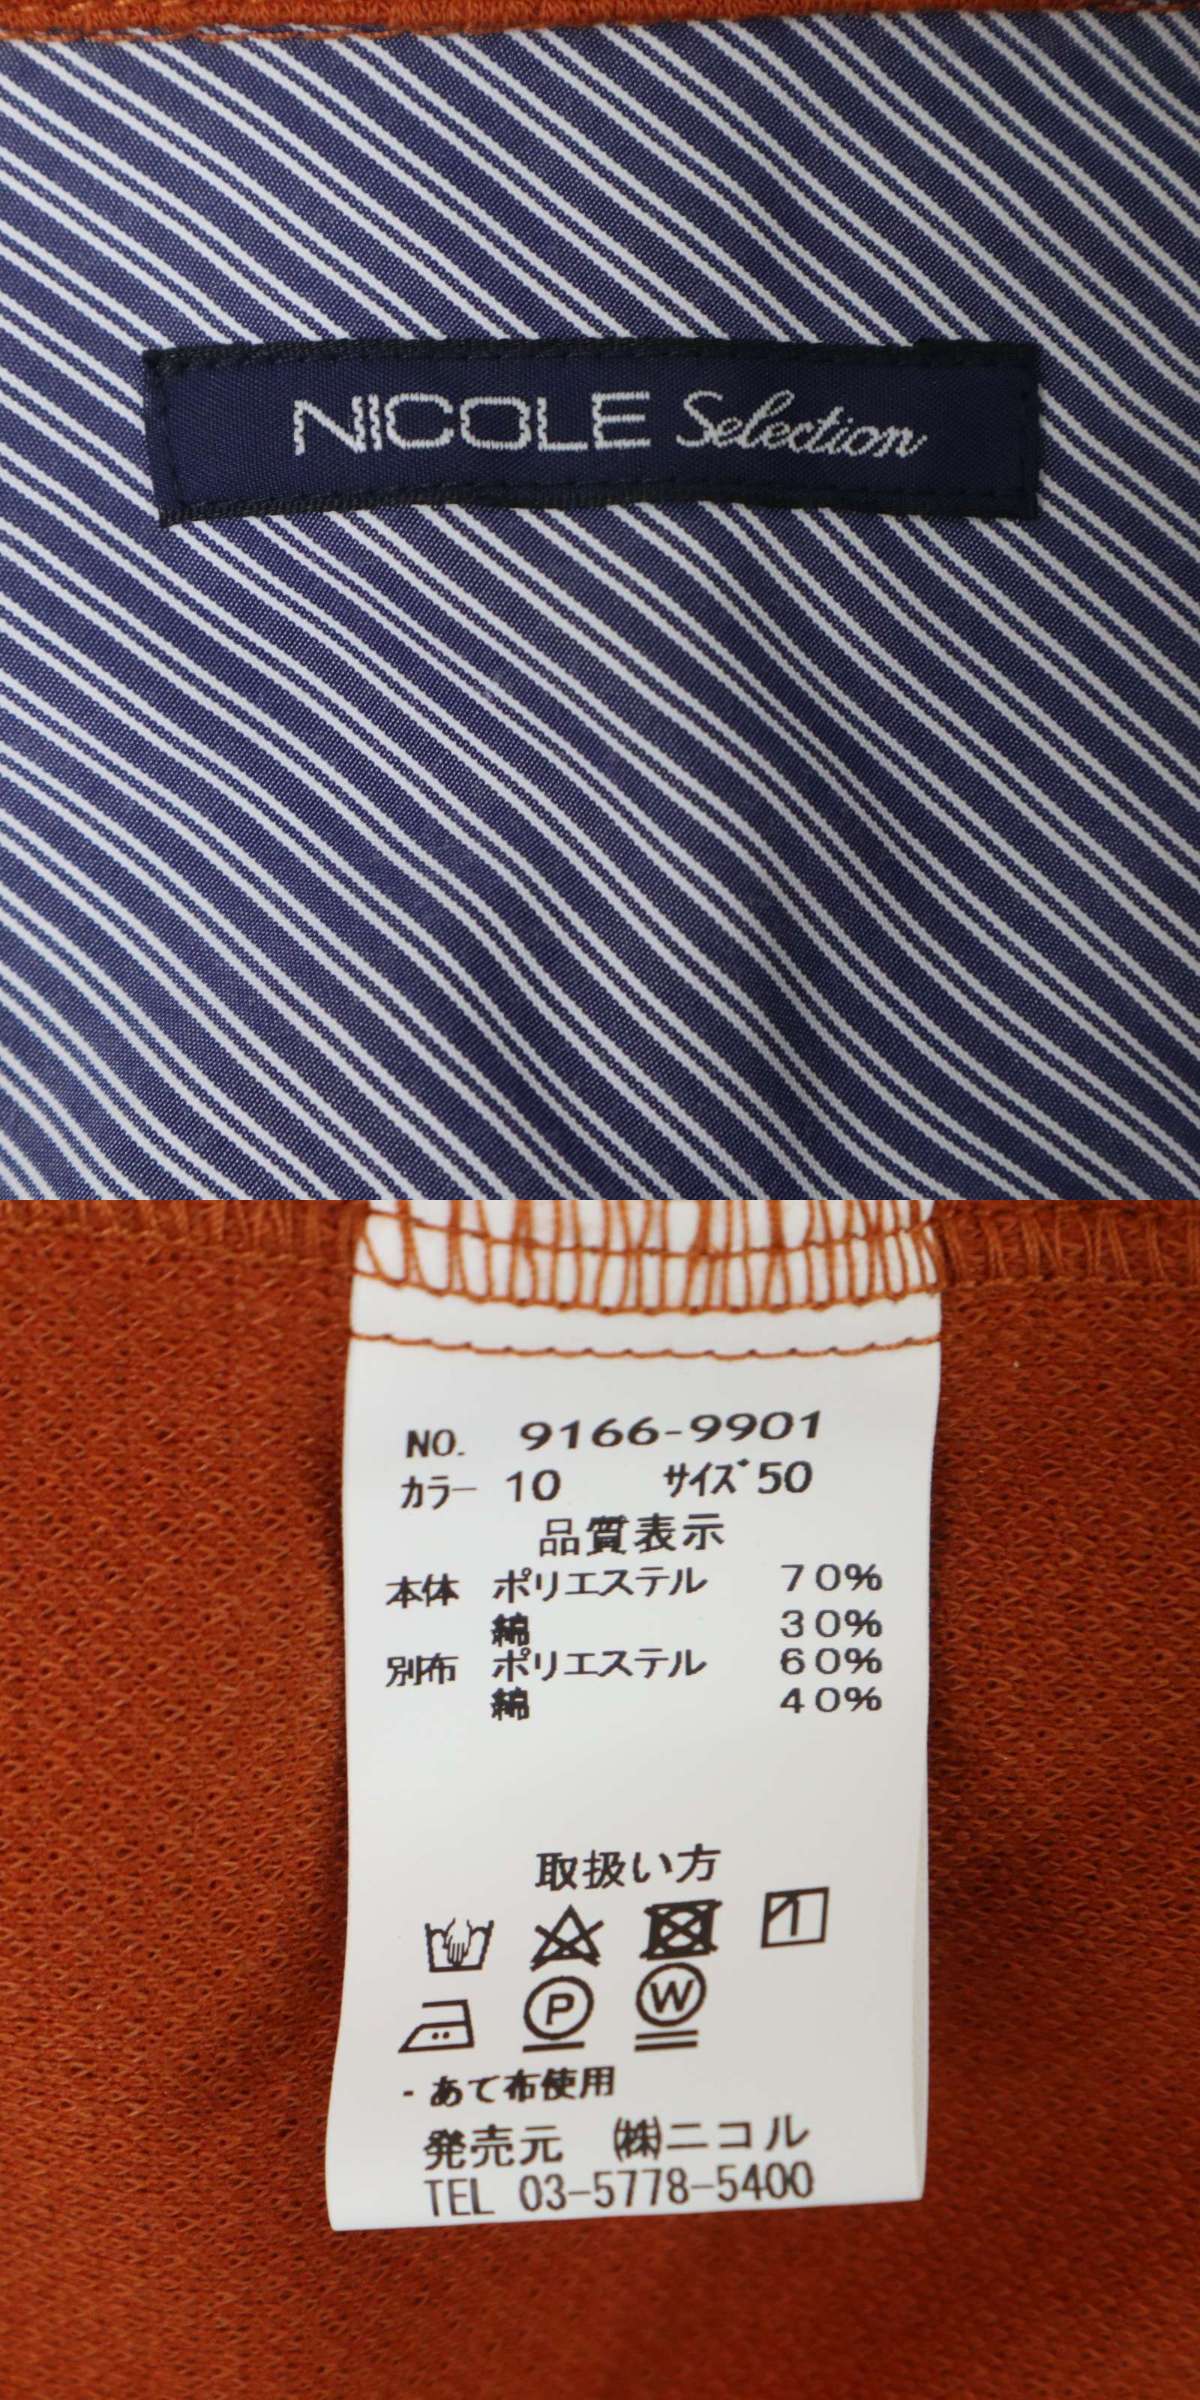 NICOLE Selection
NO. 9166-9901
カラー 10 サイズ 50
品質表示
本体 ポリエステル 70%
綿 30%
別布 ポリエステル 60%
綿 40%
取扱い方
P W
- あて布使用
発売元 ㈱ニコル
TEL 03-5778-5400